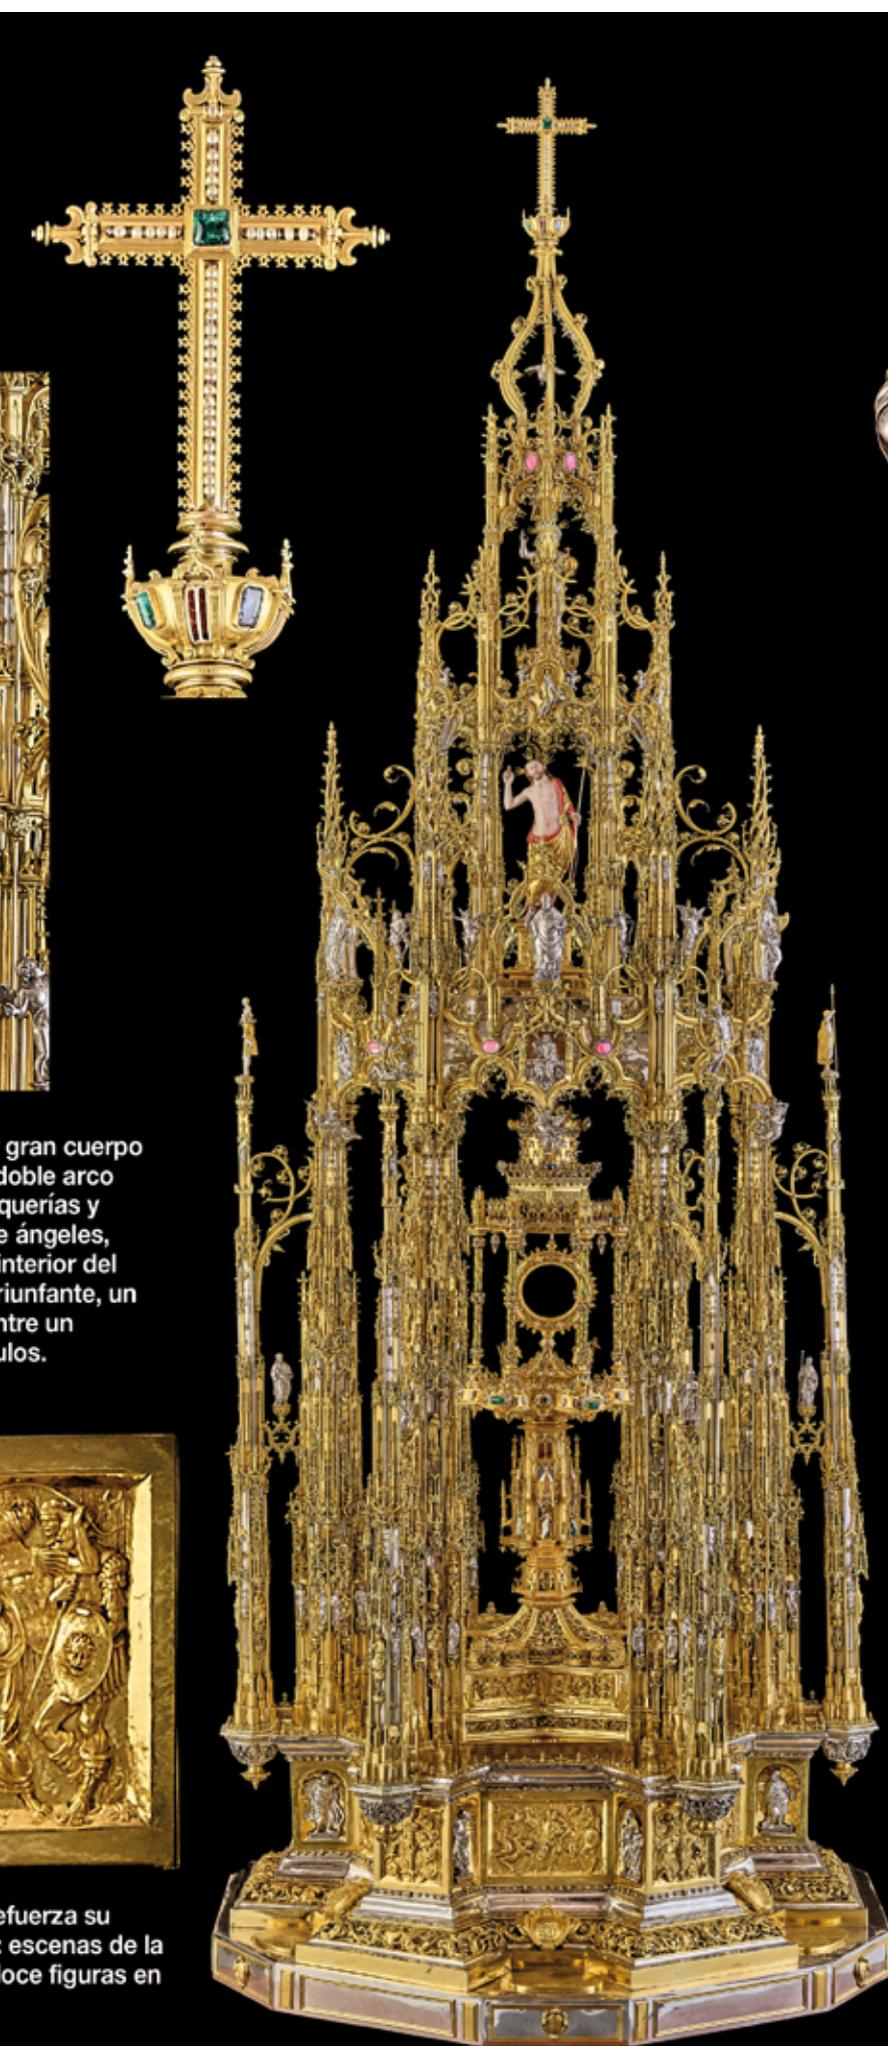 gran cuerpo
doble arco
querías y
e ángeles,
interior del
riunfante, un
ntre un
ulos.
efuerza su
: escenas de la
loce figuras en